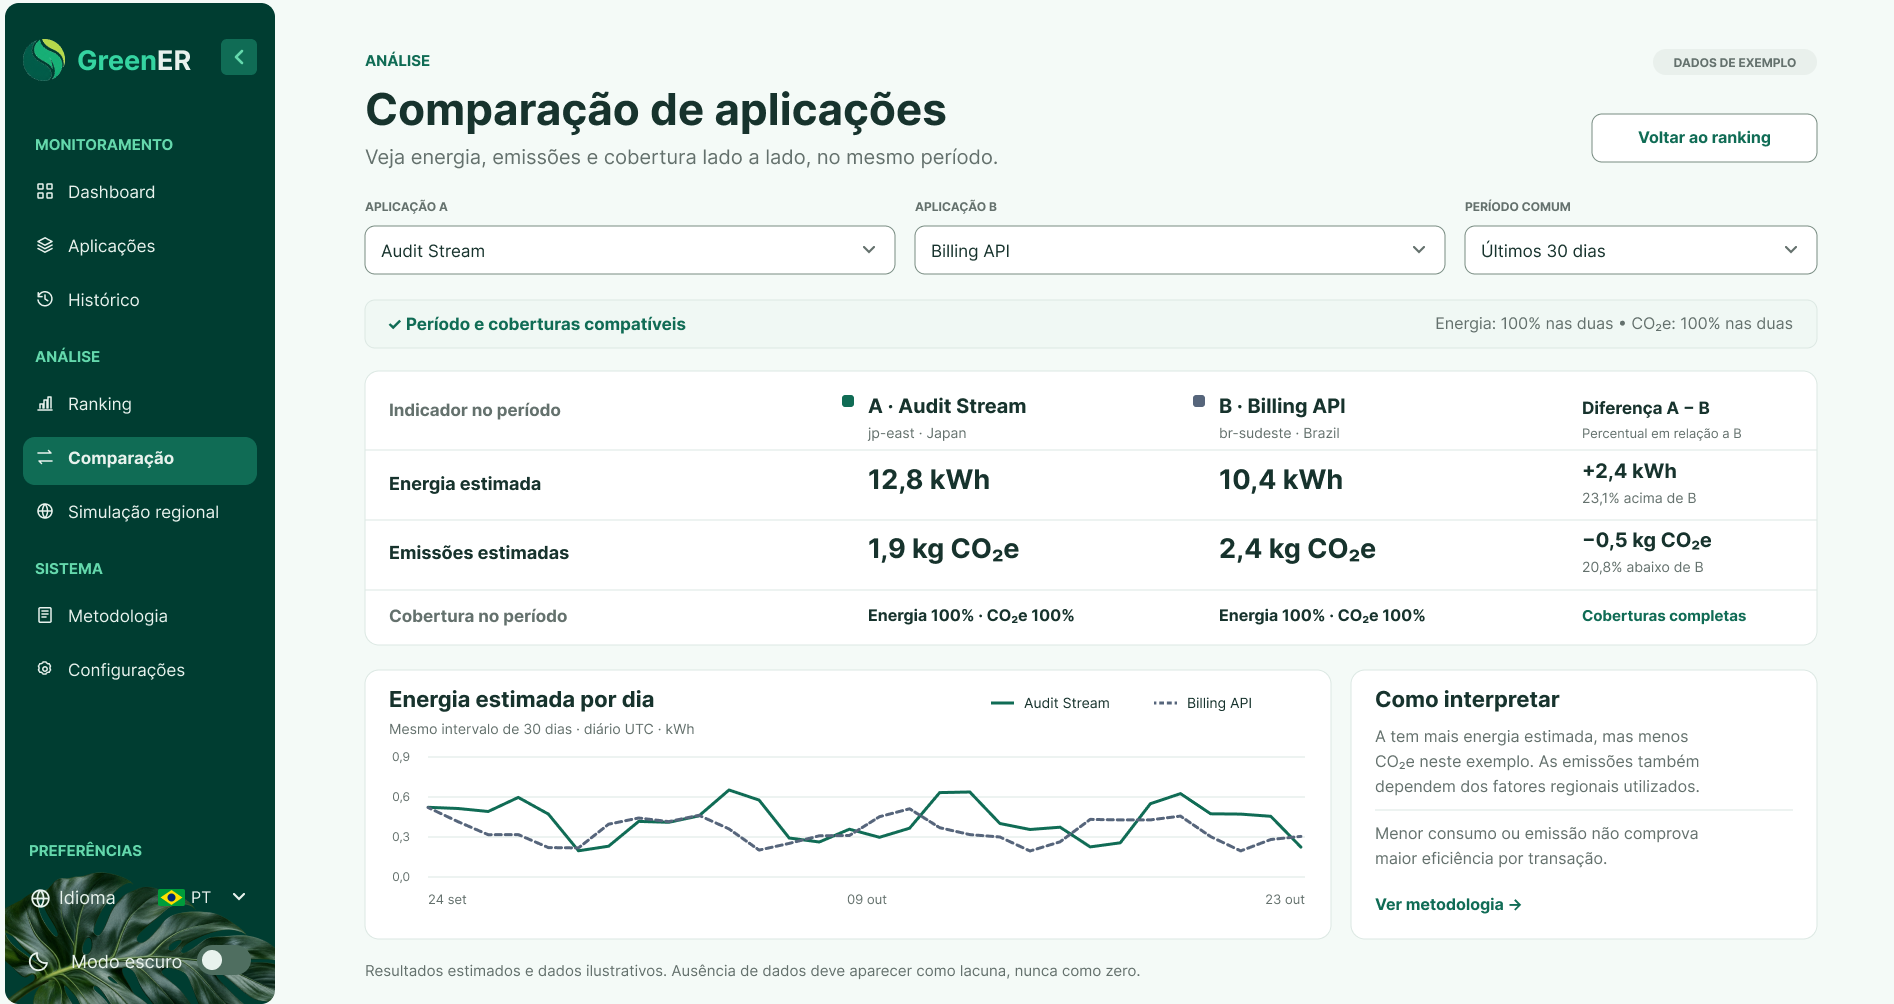 GreenER
MONITORAMENTO
Dashboard
Aplicações
Histórico
ANÁLISE
Ranking
Comparação
Simulação regional
SISTEMA
Metodologia
Configurações
PREFERÊNCIAS
Idioma PT
Modo escuro
ANÁLISE
DADOS DE EXEMPLO
Comparação de aplicações
Veja energia, emissões e cobertura lado a lado, no mesmo período.
Voltar ao ranking
APLICAÇÃO A
Audit Stream
APLICAÇÃO B
Billing API
PERÍODO COMUM
Últimos 30 dias
✓ Período e coberturas compatíveis
Energia: 100% nas duas • CO₂e: 100% nas duas
Indicador no período
A · Audit Stream
jp-east · Japan
B · Billing API
br-sudeste · Brazil
Diferença A − B
Percentual em relação a B
Energia estimada
12,8 kWh
10,4 kWh
+2,4 kWh
23,1% acima de B
Emissões estimadas
1,9 kg CO₂e
2,4 kg CO₂e
−0,5 kg CO₂e
20,8% abaixo de B
Cobertura no período
Energia 100% · CO₂e 100%
Energia 100% · CO₂e 100%
Coberturas completas
Energia estimada por dia
Mesmo intervalo de 30 dias · diário UTC · kWh
Audit Stream
Billing API
0,9
0,6
0,3
0,0
24 set
09 out
23 out
Como interpretar
A tem mais energia estimada, mas menos
CO₂e neste exemplo. As emissões também
dependem dos fatores regionais utilizados.
Menor consumo ou emissão não comprova
maior eficiência por transação.
Ver metodologia →
Resultados estimados e dados ilustrativos. Ausência de dados deve aparecer como lacuna, nunca como zero.